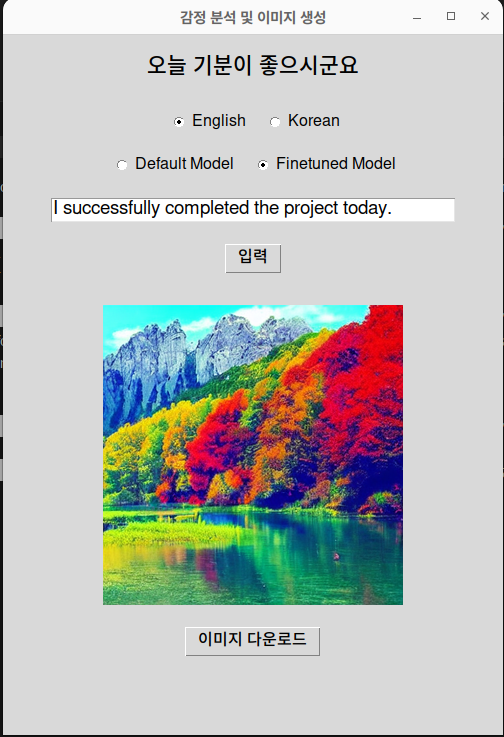 감정 분석 및 이미지 생성
오늘 기분이 좋으시군요
English Korean
Default Model Finetuned Model
I successfully completed the project today.
입력
이미지 다운로드